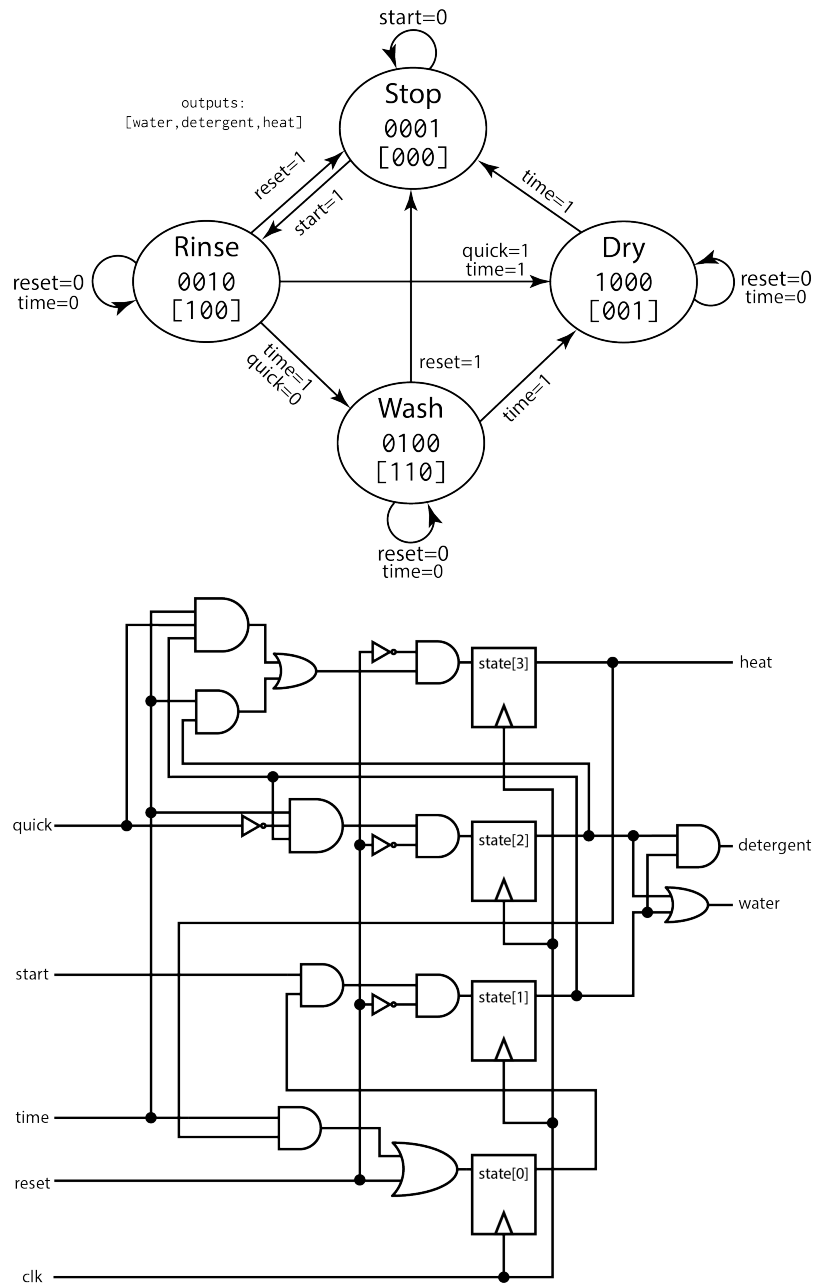 start=0
Stop
0001
[000]
outputs:
[water,detergent,heat]
reset=1
start=1
time=1
Rinse
0010
[100]
reset=0
time=0
quick=1
time=1
Dry
1000
[001]
reset=0
time=0
time=1
quick=0
reset=1
time=1
Wash
0100
[110]
reset=0
time=0
state[3]
heat
quick
state[2]
detergent
water
start
state[1]
time
state[0]
reset
clk